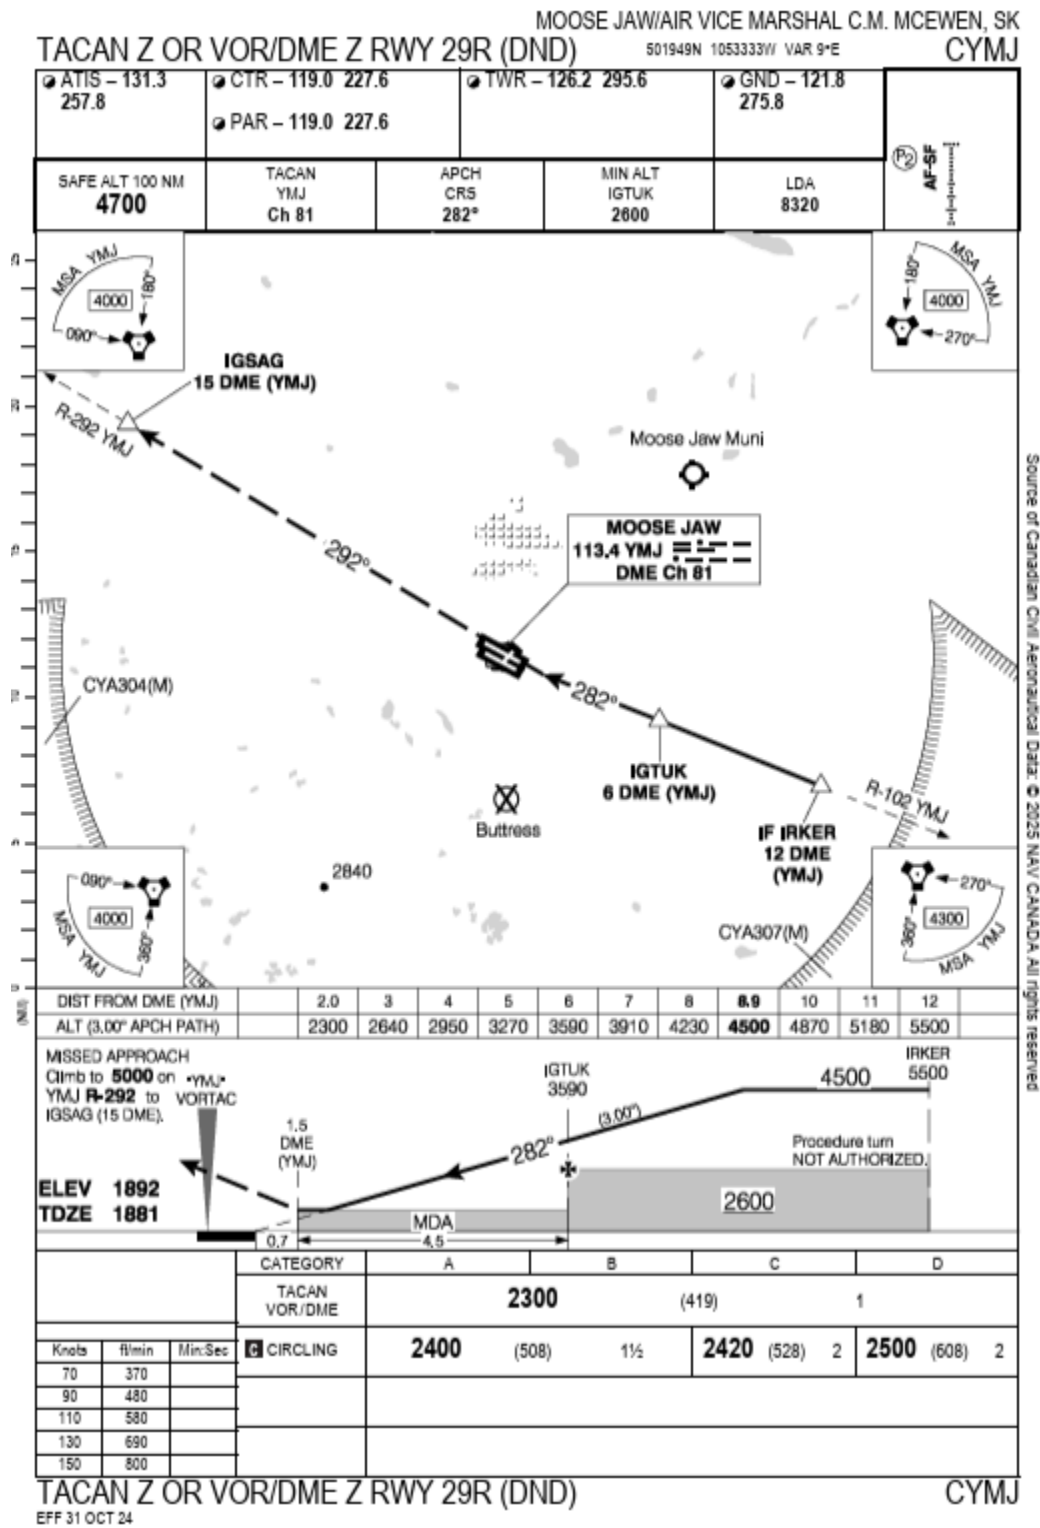 MOOSE JAW/AIR VICE MARSHAL C.M. MCEWEN, SK
TACAN Z OR VOR/DME Z RWY 29R (DND) 501949N 1053333W VAR 9°E CYMJ
ATIS – 131.3 257.8
CTR – 119.0 227.6
PAR – 119.0 227.6
TWR – 126.2 295.6
GND – 121.8 275.8
P2
AF-SF
SAFE ALT 100 NM
4700
TACAN
YMJ
Ch 81
APCH
CRS
282°
MIN ALT
IGTUK
2600
LDA
8320
MSA YMJ
4000
180°
090°
MSA YMJ
4000
180°
270°
IGSAG
15 DME (YMJ)
R-292 YMJ
Moose Jaw Muni
292°
MOOSE JAW
113.4 YMJ
DME Ch 81
CYA304(M)
282°
IGTUK
6 DME (YMJ)
Buttress
R-102 YMJ
IF IRKER
12 DME
(YMJ)
2840
CYA307(M)
090°
4000
360°
MSA YMJ
270°
4300
360°
MSA YMJ
25
20
15
10
5
0
(NM)
Source of Canadian Civil Aeronautical Data: © 2025 NAV CANADA All rights reserved
DIST FROM DME (YMJ) 2.0 3 4 5 6 7 8 8.9 10 11 12
ALT (3.00° APCH PATH) 2300 2640 2950 3270 3590 3910 4230 4500 4870 5180 5500
MISSED APPROACH
Climb to 5000 on
YMJ R-292 to
IGSAG (15 DME).
"YMJ"
VORTAC
1.5
DME
(YMJ)
IGTUK
3590
IRKER
5500
4500
(3.00°)
282°
Procedure turn
NOT AUTHORIZED.
ELEV 1892
TDZE 1881
MDA
2600
0.7 4.5
CATEGORY A B C D
TACAN
VOR/DME
2300 (419) 1
C CIRCLING 2400 (508) 1½ 2420 (528) 2 2500 (608) 2
Knots ft/min Min:Sec
70 370
90 480
110 580
130 690
150 800
TACAN Z OR VOR/DME Z RWY 29R (DND) CYMJ
EFF 31 OCT 24